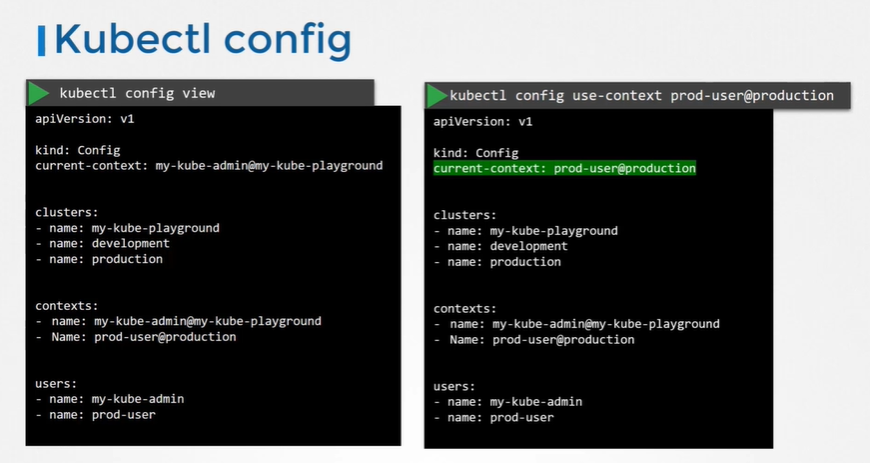 Kubectl config
kubectl config view
apiVersion: v1
kind: Config
current-context: my-kube-admin@my-kube-playground
clusters:
- name: my-kube-playground
- name: development
- name: production
contexts:
- name: my-kube-admin@my-kube-playground
- Name: prod-user@production
users:
- name: my-kube-admin
- name: prod-user
kubectl config use-context prod-user@production
apiVersion: v1
kind: Config
current-context: prod-user@production
clusters:
- name: my-kube-playground
- name: development
- name: production
contexts:
- name: my-kube-admin@my-kube-playground
- Name: prod-user@production
users:
- name: my-kube-admin
- name: prod-user